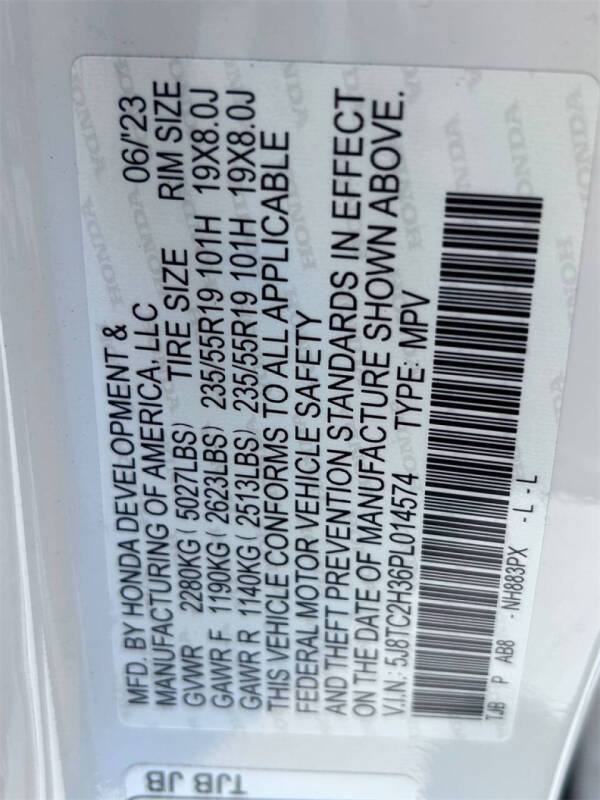 MFD. BY HONDA DEVELOPMENT & 06/'23
MANUFACTURING OF AMERICA, LLC
GVWR 2280KG ( 5027LBS) TIRE SIZE RIM SIZE
GAWR F 1190KG ( 2623LBS) 235/55R19 101H 19X8.0J
GAWR R 1140KG ( 2513LBS) 235/55R19 101H 19X8.0J
THIS VEHICLE CONFORMS TO ALL APPLICABLE
FEDERAL MOTOR VEHICLE SAFETY
AND THEFT PREVENTION STANDARDS IN EFFECT
ON THE DATE OF MANUFACTURE SHOWN ABOVE.
V.I.N.: 5J8TC2H36PL014574 TYPE: MPV
TJB P AB8 - NH883PX - L - L
TJB JB
HONDA